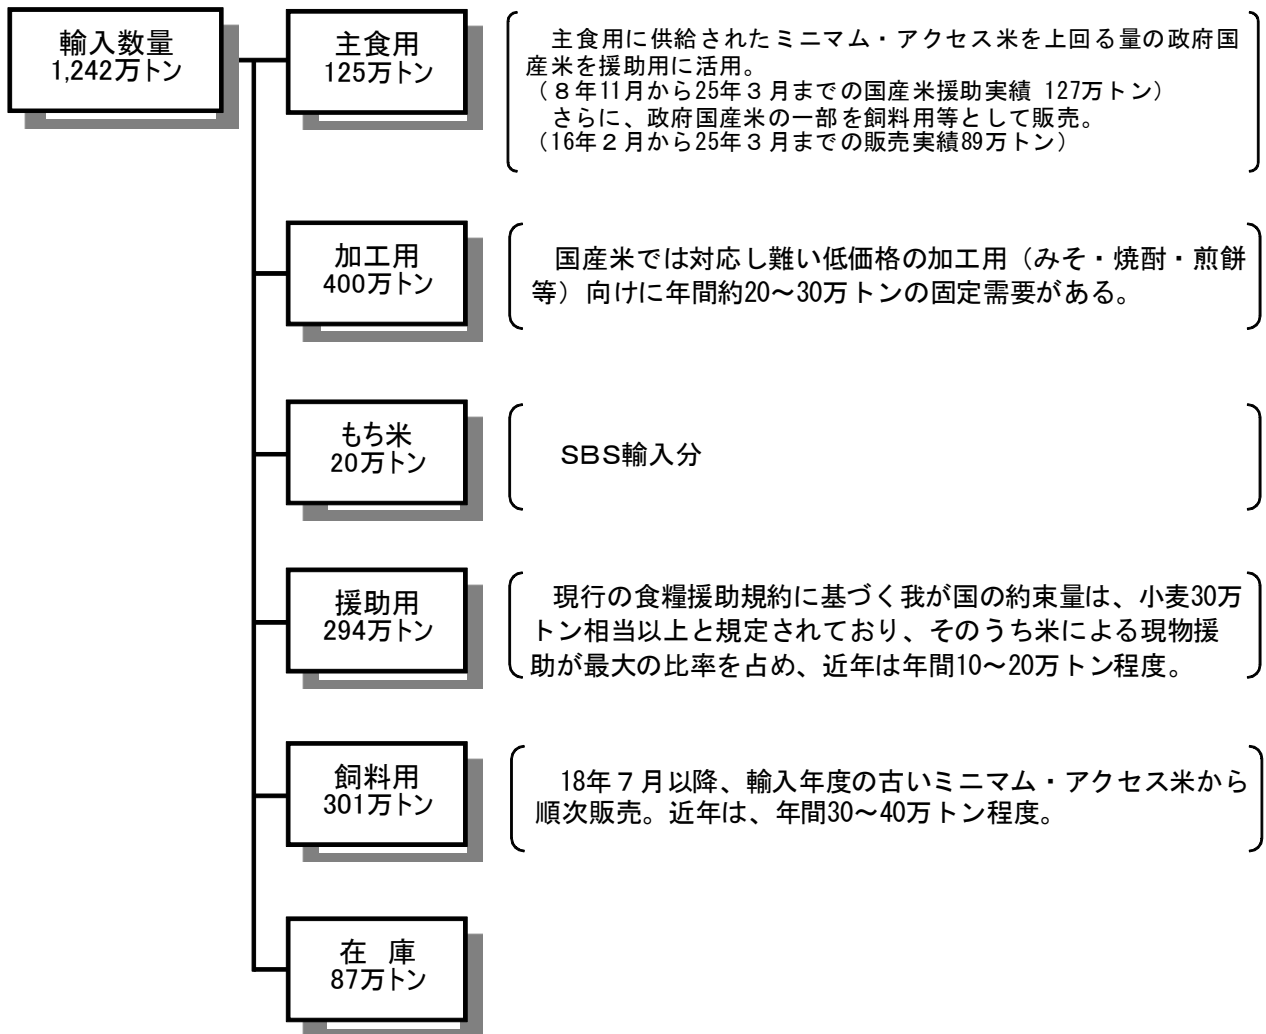 輸入数量
1,242万トン
主食用
125万トン
主食用に供給されたミニマム・アクセス米を上回る量の政府国
産米を援助用に活用。
（８年11月から25年３月までの国産米援助実績 127万トン）
さらに、政府国産米の一部を飼料用等として販売。
（16年２月から25年３月までの販売実績89万トン）
加工用
400万トン
国産米では対応し難い低価格の加工用（みそ・焼酎・煎餅
等）向けに年間約20～30万トンの固定需要がある。
もち米
20万トン
ＳＢＳ輸入分
援助用
294万トン
現行の食糧援助規約に基づく我が国の約束量は、小麦30万
トン相当以上と規定されており、そのうち米による現物援
助が最大の比率を占め、近年は年間10～20万トン程度。
飼料用
301万トン
18年７月以降、輸入年度の古いミニマム・アクセス米から
順次販売。近年は、年間30～40万トン程度。
在　庫
87万トン